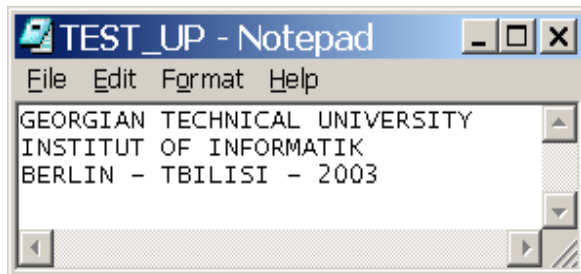 TEST_UP - Notepad
File Edit Format Help
GEORGIAN TECHNICAL UNIVERSITY
INSTITUT OF INFORMATIK
BERLIN - TBILISI - 2003